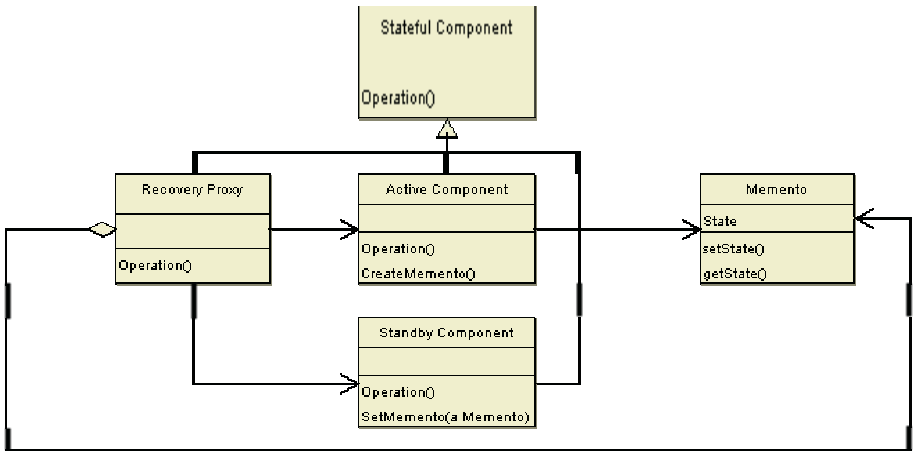 Stateful Component
Operation()
Recovery Proxy
Operation()
Active Component
Operation()
CreateMemento()
Memento
State
setState()
getState()
Standby Component
Operation()
SetMemento(a Memento)